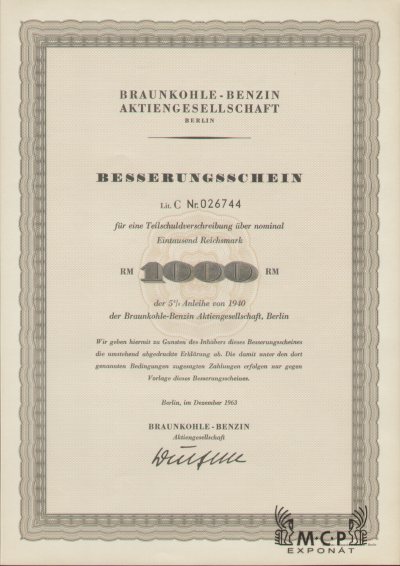 BRAUNKOHLE-BENZIN
AKTIENGESELLSCHAFT
BERLIN
BESSERUNGSSCHEIN
Lit. C Nr. 026744
für eine Teilschuldverschreibung über nominal
Eintausend Reichsmark
RM 1000 RM
der 5% Anleihe von 1940
der Braunkohle-Benzin Aktiengesellschaft, Berlin
Wir geben hiermit zu Gunsten des Inhabers dieses Besserungsscheines
die umstehend abgedruckte Erklärung ab. Die damit unter den dort
genannten Bedingungen zugesagten Zahlungen erfolgen nur gegen
Vorlage dieses Besserungsscheines.
Berlin, im Dezember 1963
BRAUNKOHLE-BENZIN
Aktiengesellschaft
M·C·P
EXPONÁT